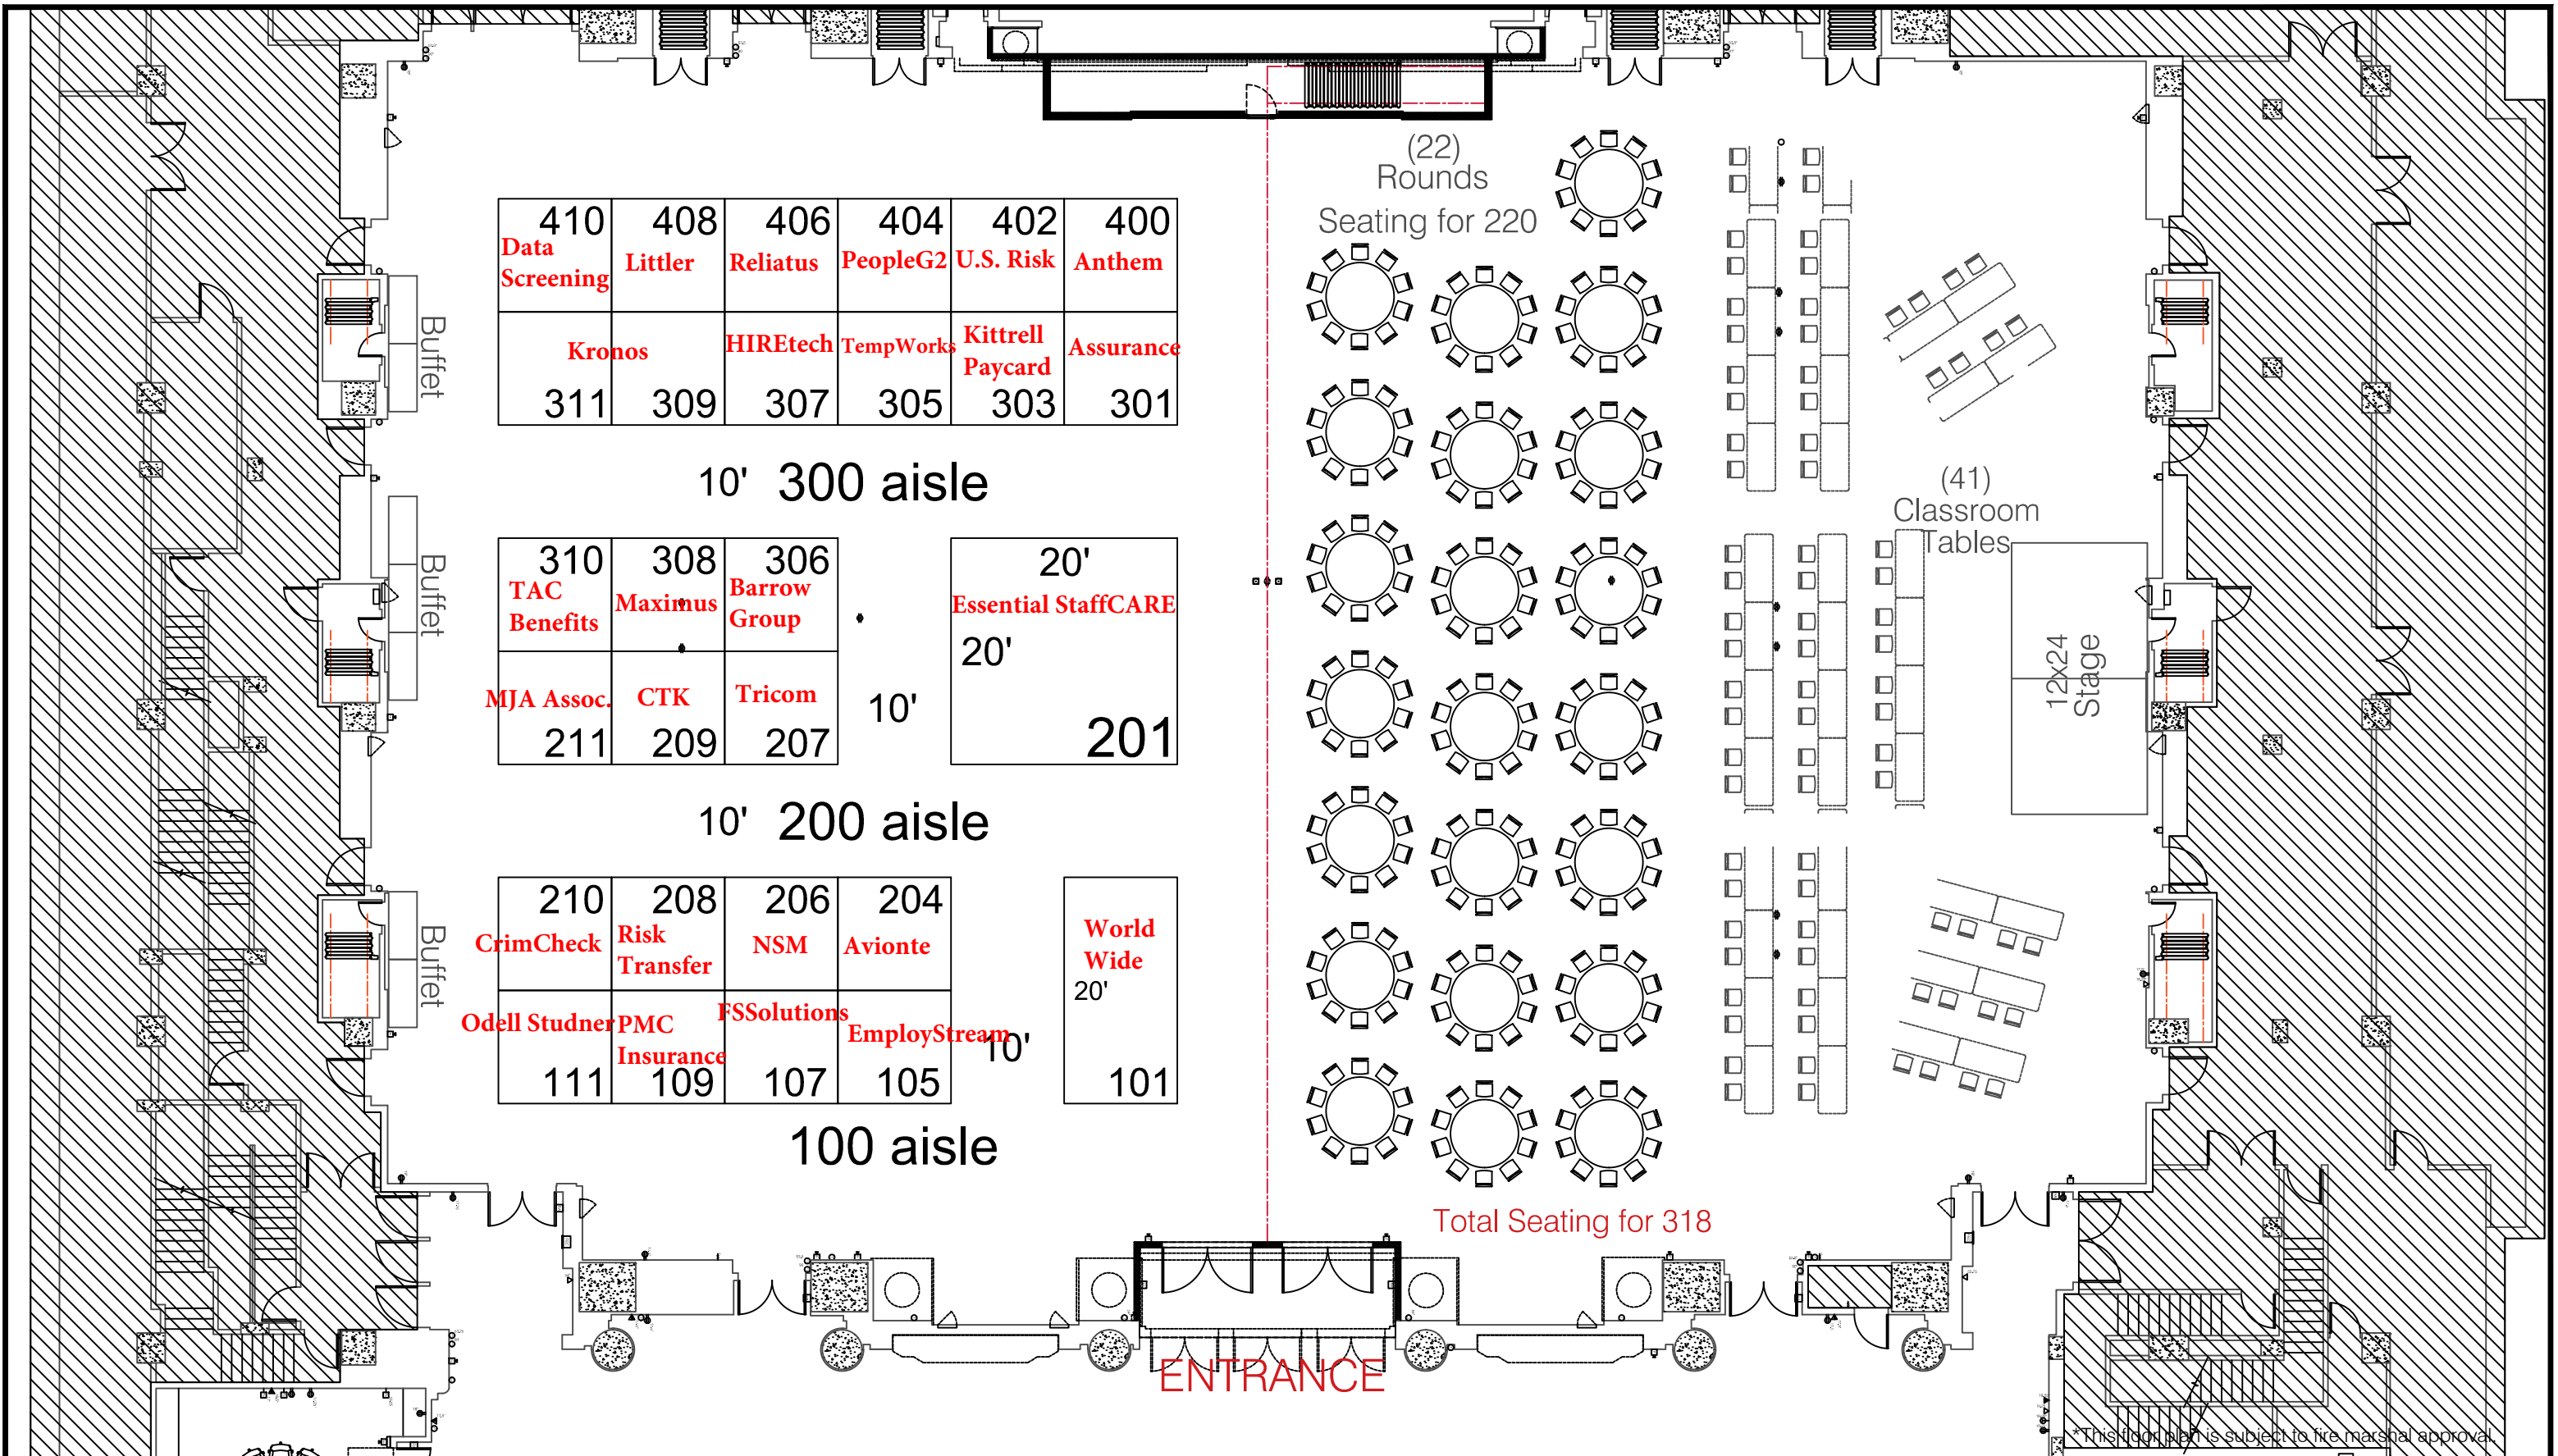 (22)
Rounds
Seating for 220
410
408
406
404
402
400
Data
Screening
Littler
Reliatus
PeopleG2
U.S. Risk
Anthem
Kronos
HIREtech
TempWorks
Kittrell
Paycard
Assurance
311
309
307
305
303
301
Buffet
10' 300 aisle
(41)
Classroom
Tables
310
308
306
20'
TAC
Benefits
Maximus
Barrow
Group
Essential StaffCARE
20'
Buffet
MJA Assoc.
CTK
Tricom
10'
211
209
207
201
12x24
Stage
10' 200 aisle
210
208
206
204
CrimCheck
Risk
Transfer
NSM
Avionte
World
Wide
20'
Buffet
Odell Studner
PMC
Insurance
FSSolutions
EmployStream
10'
111
109
107
105
101
100 aisle
Total Seating for 318
ENTRANCE
*This floor plan is subject to fire marshal approval.